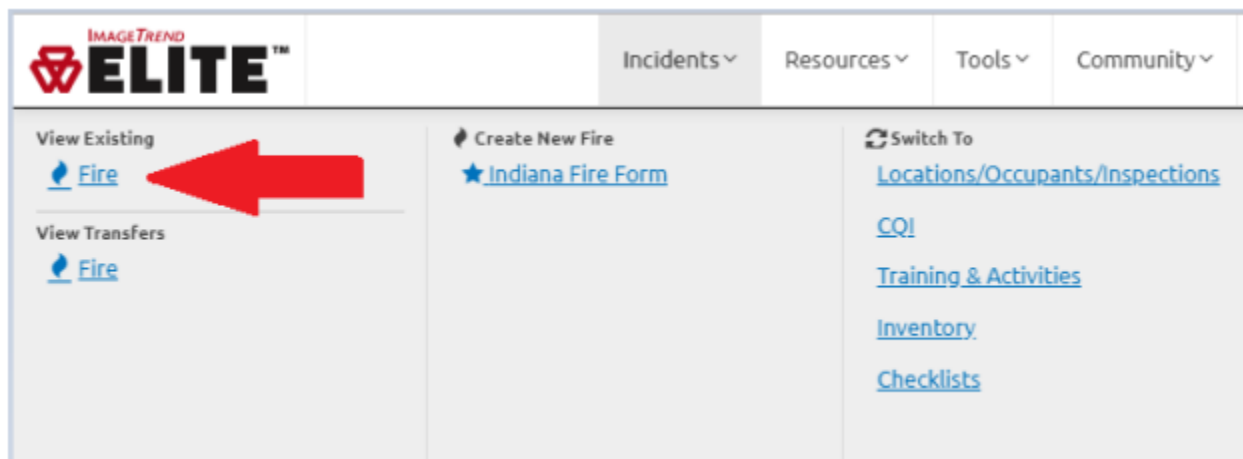 IMAGETREND
ELITE™
Incidents
Resources
Tools
Community
View Existing
Fire
View Transfers
Fire
Create New Fire
Indiana Fire Form
Switch To
Locations/Occupants/Inspections
CQI
Training & Activities
Inventory
Checklists